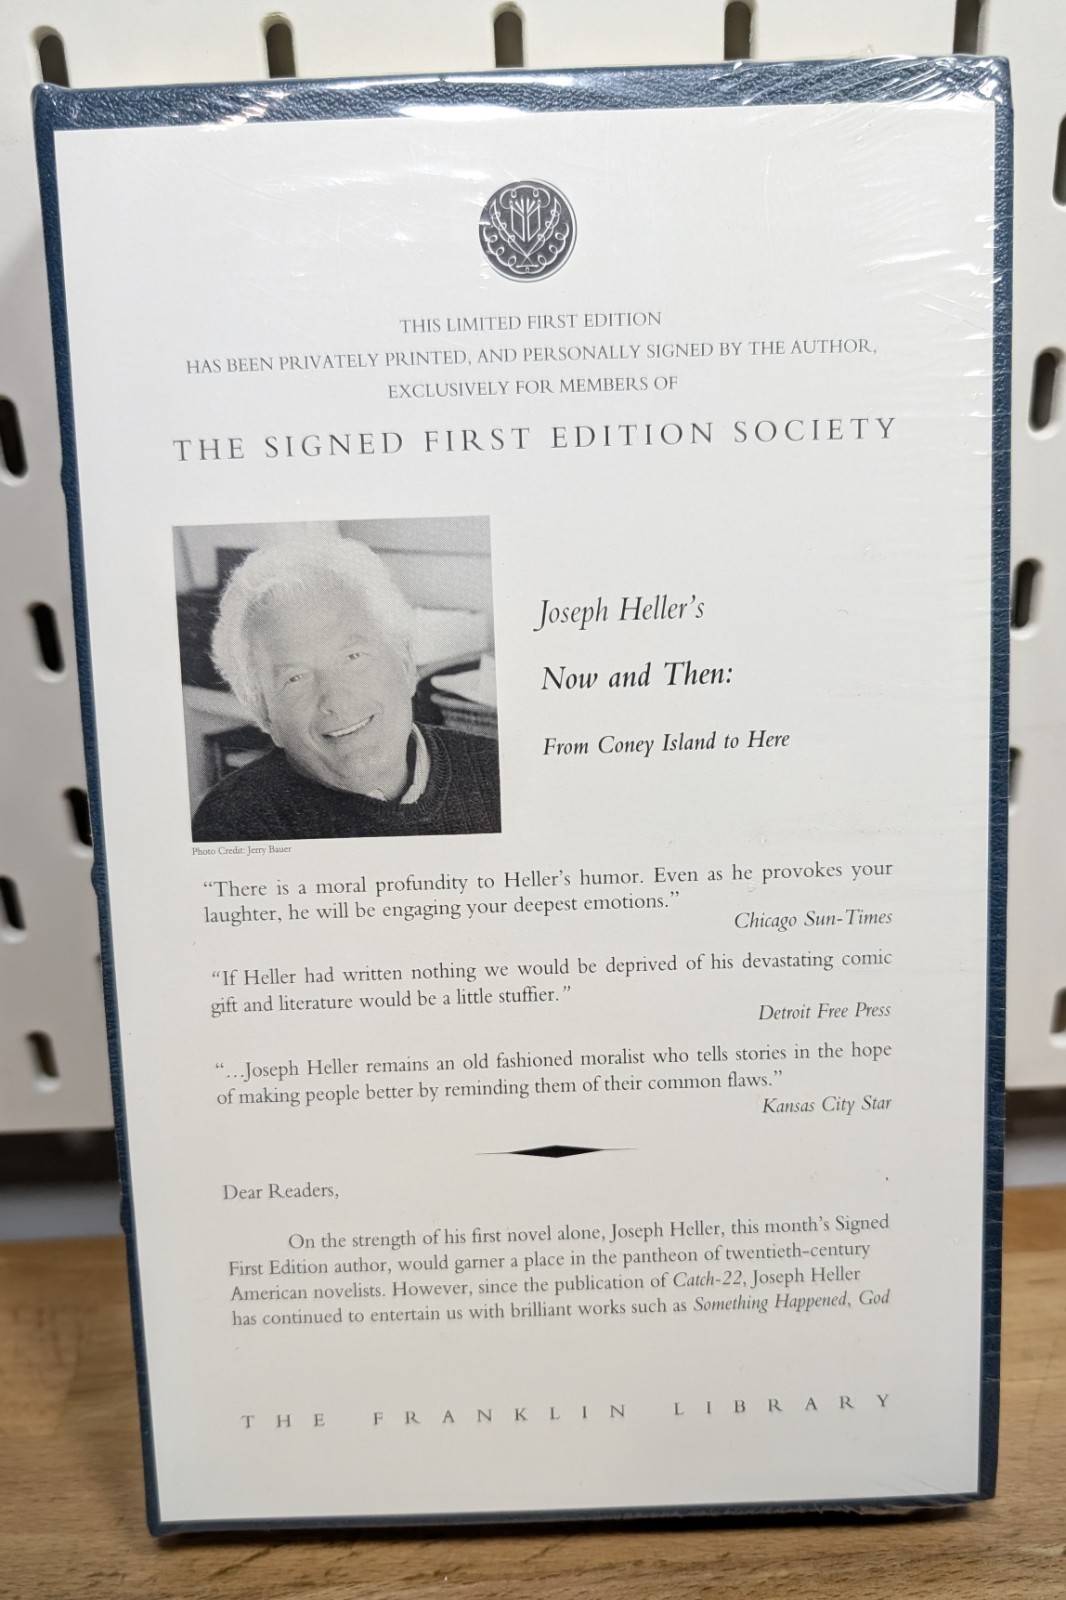 THIS LIMITED FIRST EDITION
HAS BEEN PRIVATELY PRINTED, AND PERSONALLY SIGNED BY THE AUTHOR,
EXCLUSIVELY FOR MEMBERS OF
THE SIGNED FIRST EDITION SOCIETY
Joseph Heller's
Now and Then:
From Coney Island to Here
Photo Credit: Jerry Bauer
“There is a moral profundity to Heller's humor. Even as he provokes your
laughter, he will be engaging your deepest emotions.”
Chicago Sun-Times
“If Heller had written nothing we would be deprived of his devastating comic
gift and literature would be a little stuffier.”
Detroit Free Press
“...Joseph Heller remains an old fashioned moralist who tells stories in the hope
of making people better by reminding them of their common flaws.”
Kansas City Star
Dear Readers,
On the strength of his first novel alone, Joseph Heller, this month's Signed
First Edition author, would garner a place in the pantheon of twentieth-century
American novelists. However, since the publication of Catch-22, Joseph Heller
has continued to entertain us with brilliant works such as Something Happened, God
THE FRANKLIN LIBRARY